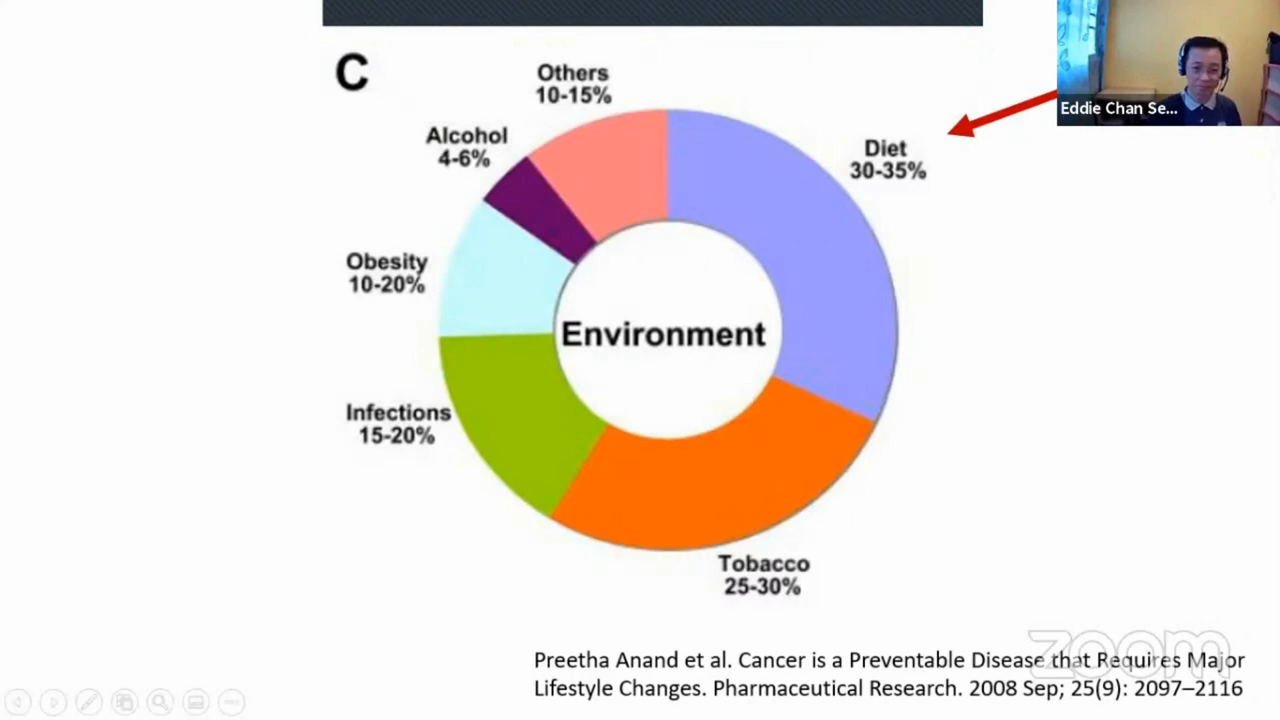 C
Others
10-15%
Alcohol
4-6%
Diet
30-35%
Obesity
10-20%
Environment
Infections
15-20%
Tobacco
25-30%
Eddie Chan Se...
zoom
Preetha Anand et al. Cancer is a Preventable Disease that Requires Major
Lifestyle Changes. Pharmaceutical Research. 2008 Sep; 25(9): 2097–2116